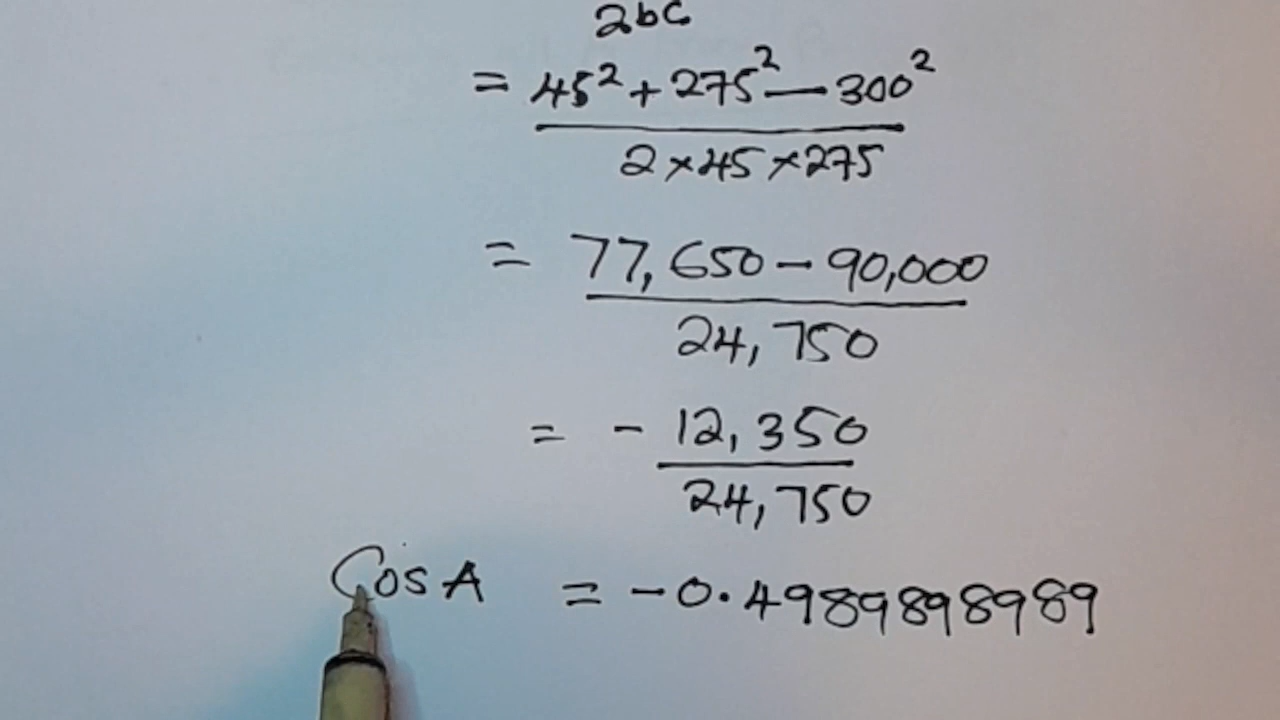 2bc
= 45² + 275² — 300²
2 × 45 × 275
= 77,650 - 90,000
24,750
= - 12,350
24,750
Cos A = -0.4989898989